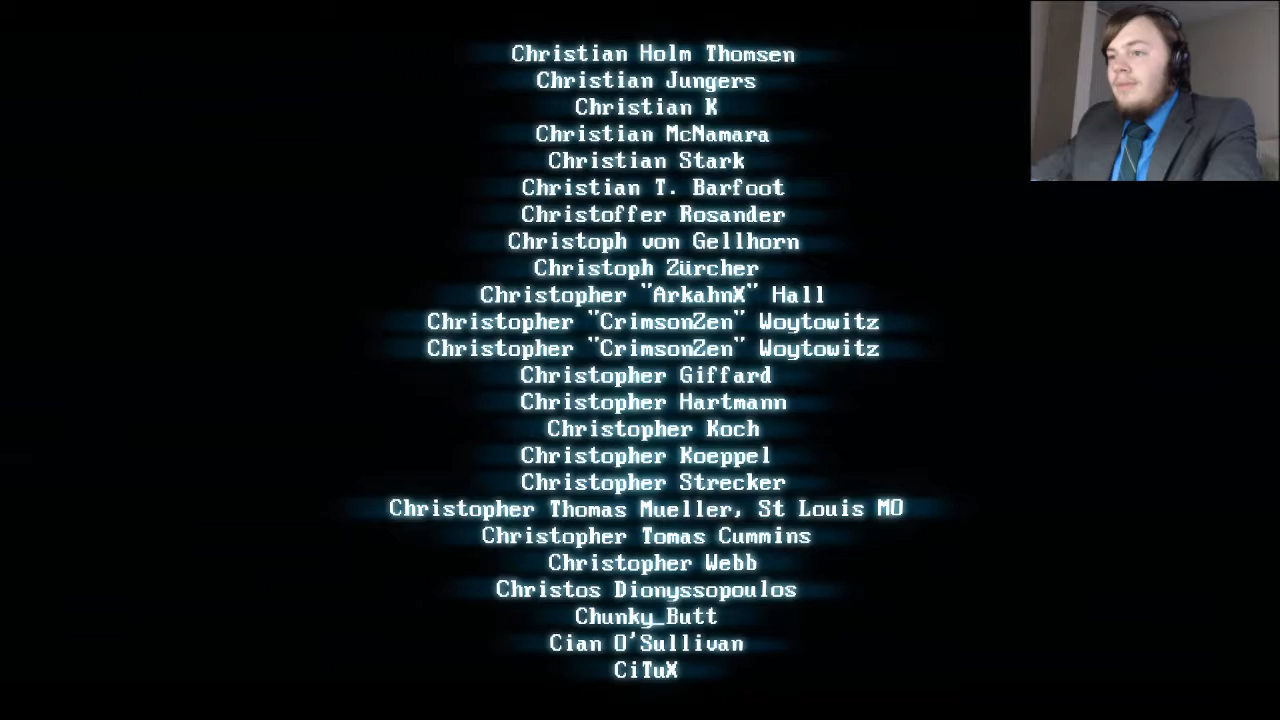 Christian Holm Thomsen
Christian Jungers
Christian K
Christian McNamara
Christian Stark
Christian T. Barfoot
Christoffer Rosander
Christoph von Gellhorn
Christoph Zürcher
Christopher "ArkahnX" Hall
Christopher "CrimsonZen" Woytowitz
Christopher "CrimsonZen" Woytowitz
Christopher Giffard
Christopher Hartmann
Christopher Koch
Christopher Koeppel
Christopher Strecker
Christopher Thomas Mueller, St Louis MO
Christopher Tomas Cummins
Christopher Webb
Christos Dionyssopoulos
Chunky_Butt
Cian O'Sullivan
CiTuX